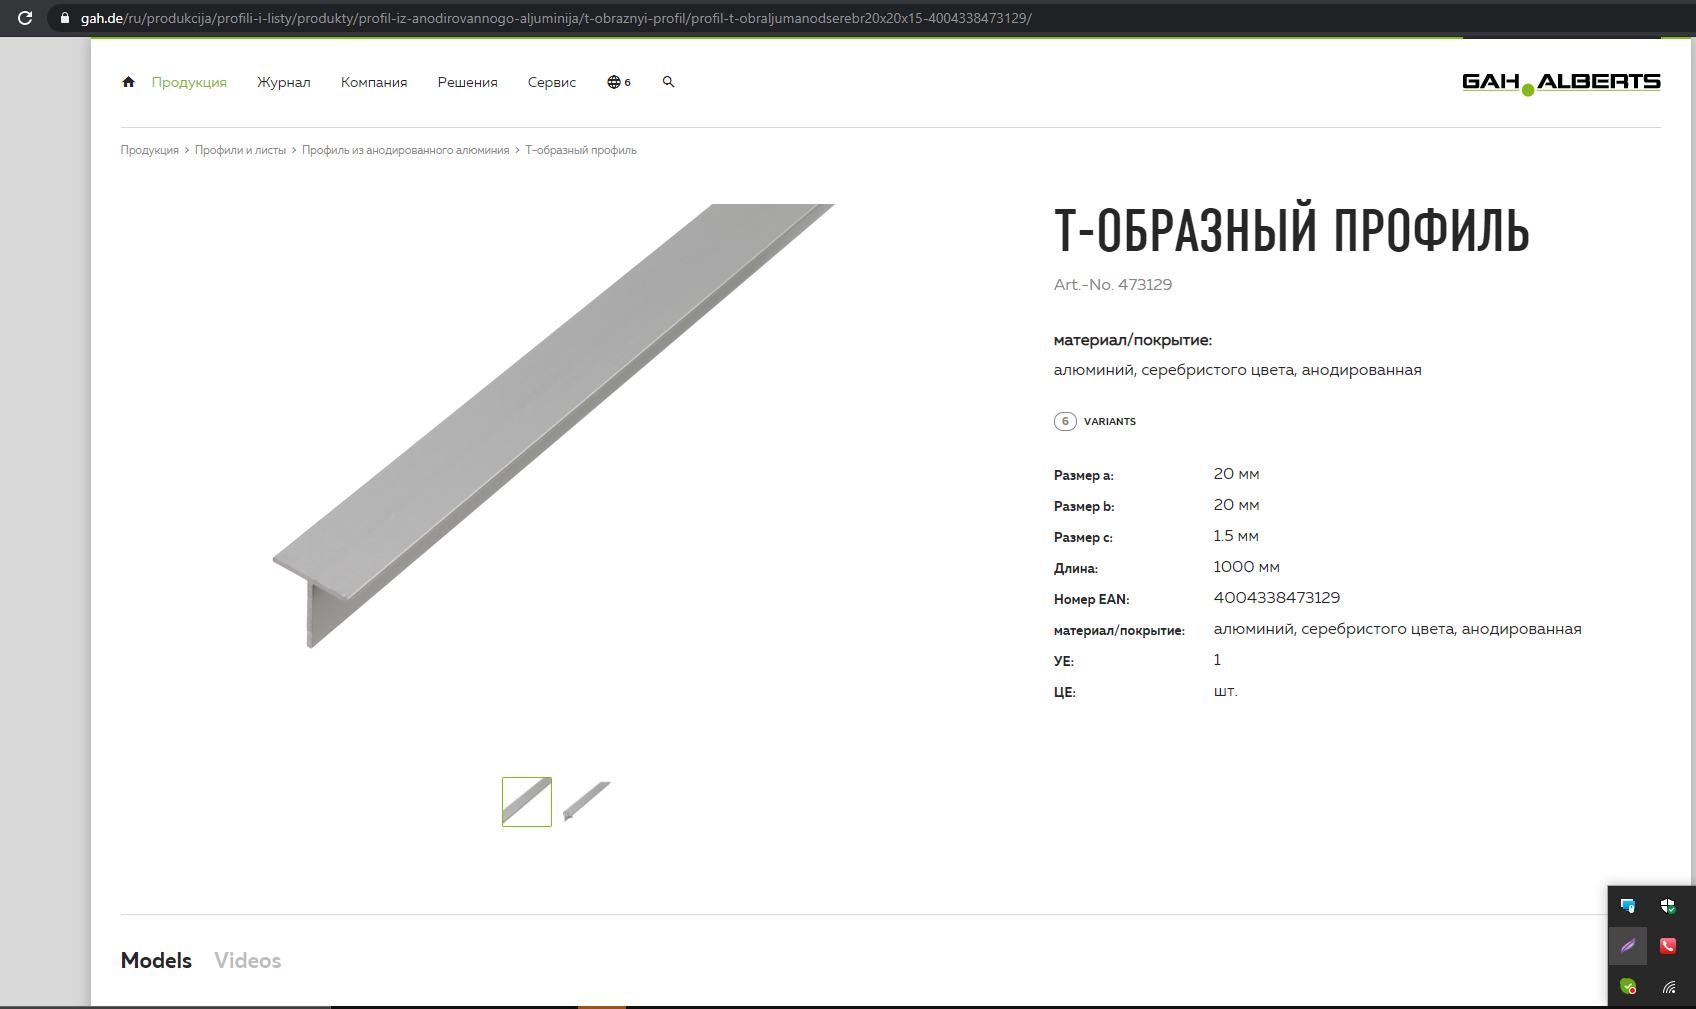 gah.de/ru/produkcija/profili-i-listy/produkty/profil-iz-anodirovannogo-aljuminija/t-obraznyi-profil/profil-t-obraljumanodserebr20x20x15-4004338473129/
Продукция Журнал Компания Решения Сервис 6
GAH ALBERTS
Продукция > Профили и листы > Профиль из анодированного алюминия > Т-образный профиль
Т-ОБРАЗНЫЙ ПРОФИЛЬ
Art.-No. 473129
материал/покрытие:
алюминий, серебристого цвета, анодированная
6 VARIANTS
Размер a: 20 мм
Размер b: 20 мм
Размер c: 1.5 мм
Длина: 1000 мм
Номер EAN: 4004338473129
материал/покрытие: алюминий, серебристого цвета, анодированная
УЕ: 1
ЦЕ: шт.
Models Videos